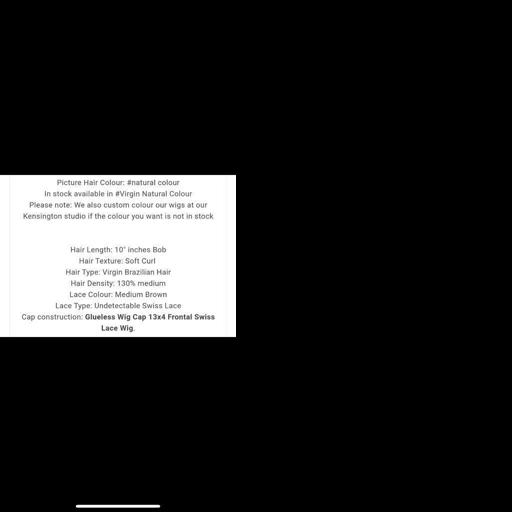 Picture Hair Colour: #natural colour
In stock available in #Virgin Natural Colour
Please note: We also custom colour our wigs at our
Kensington studio if the colour you want is not in stock
Hair Length: 10" inches Bob
Hair Texture: Soft Curl
Hair Type: Virgin Brazilian Hair
Hair Density: 130% medium
Lace Colour: Medium Brown
Lace Type: Undetectable Swiss Lace
Cap construction: Glueless Wig Cap 13x4 Frontal Swiss
Lace Wig.